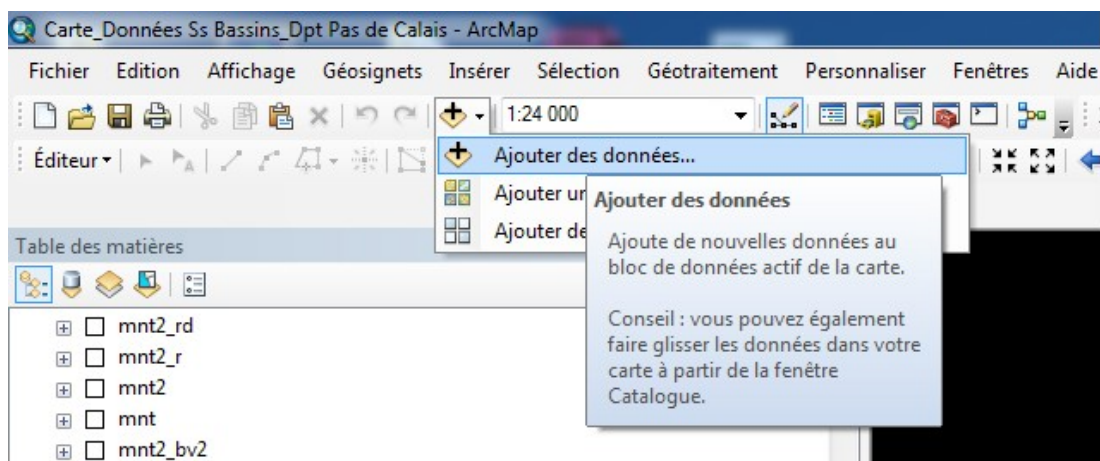 Carte_Données Ss Bassins_Dpt Pas de Calais - ArcMap
Fichier Edition Affichage Géosignets Insérer Sélection Géotraitement Personnaliser Fenêtres Aide
1:24 000
Éditeur
Ajouter des données...
Ajouter un
Ajouter de
Ajouter des données
Ajoute de nouvelles données au
bloc de données actif de la carte.
Conseil : vous pouvez également
faire glisser les données dans votre
carte à partir de la fenêtre
Catalogue.
Table des matières
mnt2_rd
mnt2_r
mnt2
mnt
mnt2_bv2